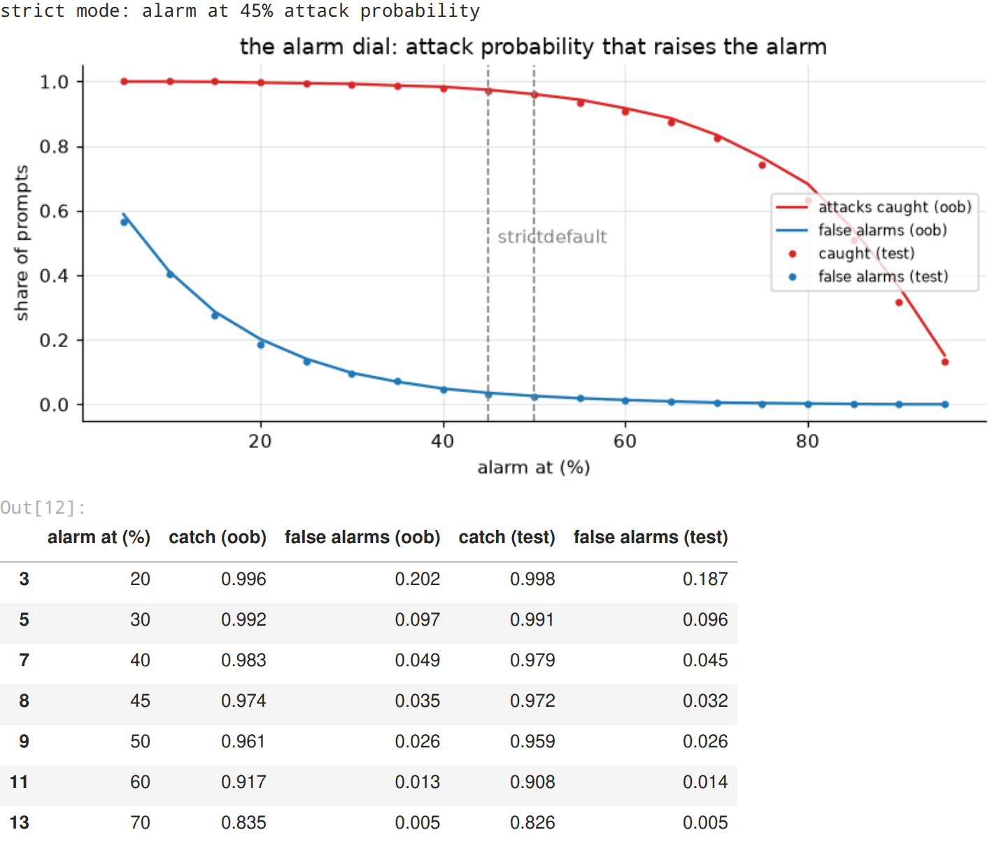 strict mode: alarm at 45% attack probability
the alarm dial: attack probability that raises the alarm
1.0
0.8
0.6
0.4
0.2
0.0
share of prompts
strictdefault
attacks caught (oob)
false alarms (oob)
caught (test)
false alarms (test)
20 40 60 80
alarm at (%)
Out[12]:
alarm at (%) catch (oob) false alarms (oob) catch (test) false alarms (test)
3 20 0.996 0.202 0.998 0.187
5 30 0.992 0.097 0.991 0.096
7 40 0.983 0.049 0.979 0.045
8 45 0.974 0.035 0.972 0.032
9 50 0.961 0.026 0.959 0.026
11 60 0.917 0.013 0.908 0.014
13 70 0.835 0.005 0.826 0.005